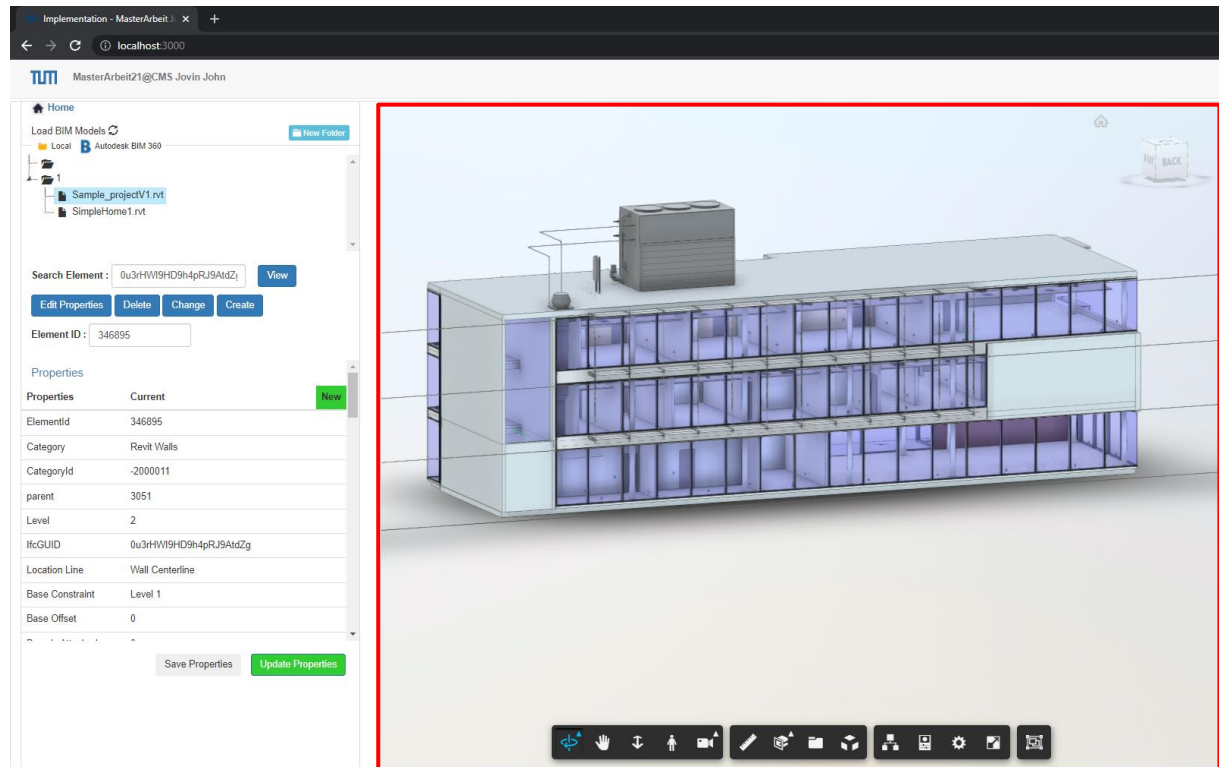 Implementation - MasterArbeit
localhost:3000
TUM MasterArbeit21@CMS Jovin John
Home
Load BIM Models New Folder
Local Autodesk BIM 360
1
Sample_projectV1.rvt
SimpleHome1.rvt
Search Element : 0u3rHWI9HD9h4pRJ9AtdZ View
Edit Properties Delete Change Create
Element ID : 346895
Properties
Properties Current New
ElementId 346895
Category Revit Walls
CategoryId -2000011
parent 3051
Level 2
IfcGUID 0u3rHWI9HD9h4pRJ9AtdZg
Location Line Wall Centerline
Base Constraint Level 1
Base Offset 0
Save Properties Update Properties
BACK